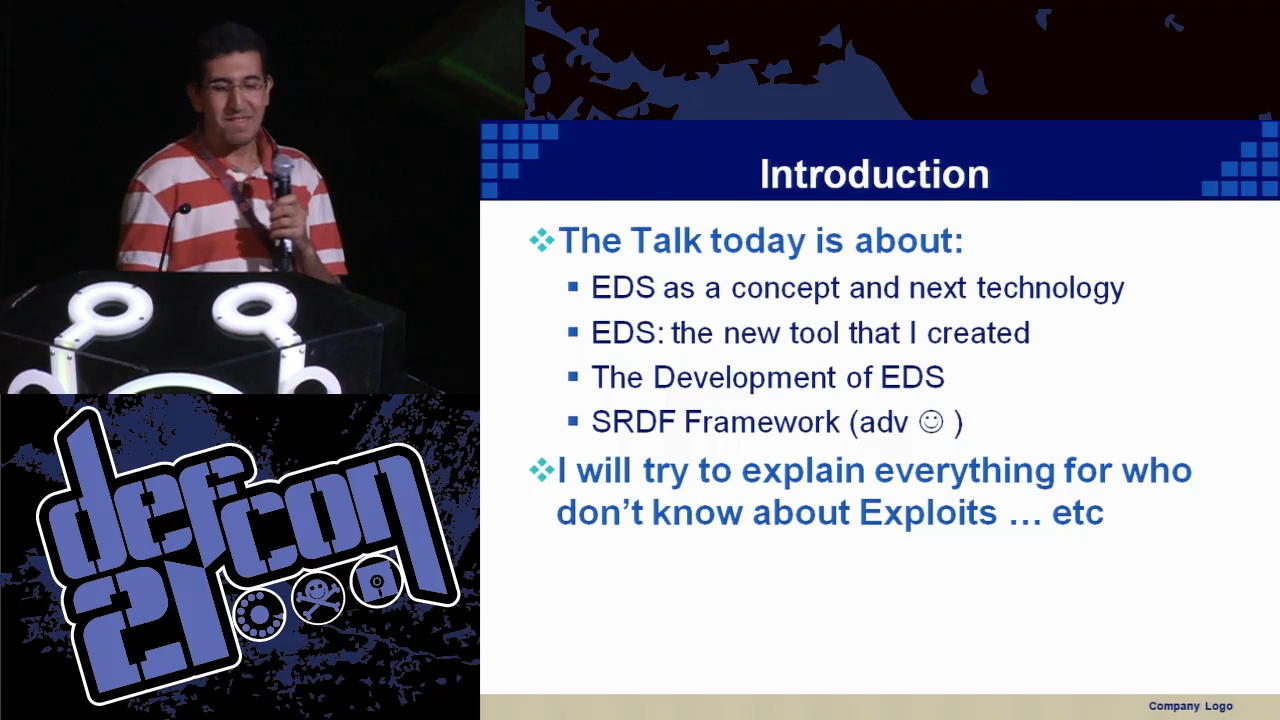 Introduction
The Talk today is about:
EDS as a concept and next technology
EDS: the new tool that I created
The Development of EDS
SRDF Framework (adv ☺ )
I will try to explain everything for who
don't know about Exploits … etc
defcon
21
Company Logo